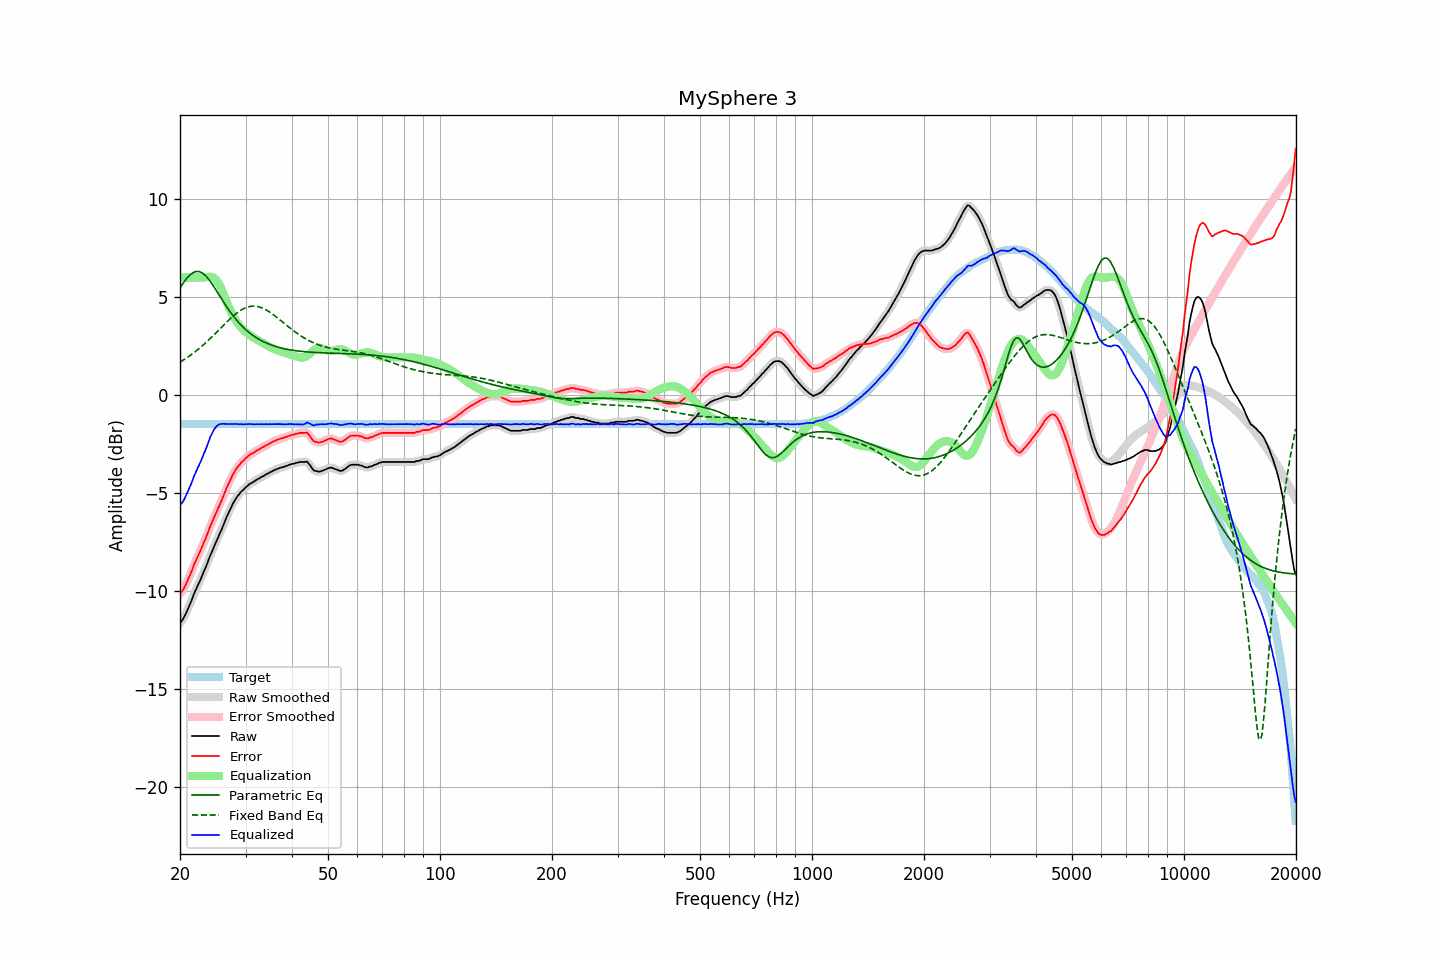 MySphere 3
Amplitude (dBr)
10
5
0
−5
−10
−15
−20
Target
Raw Smoothed
Error Smoothed
Raw
Error
Equalization
Parametric Eq
Fixed Band Eq
Equalized
20 50 100 200 500 1000 2000 5000 10000 20000
Frequency (Hz)